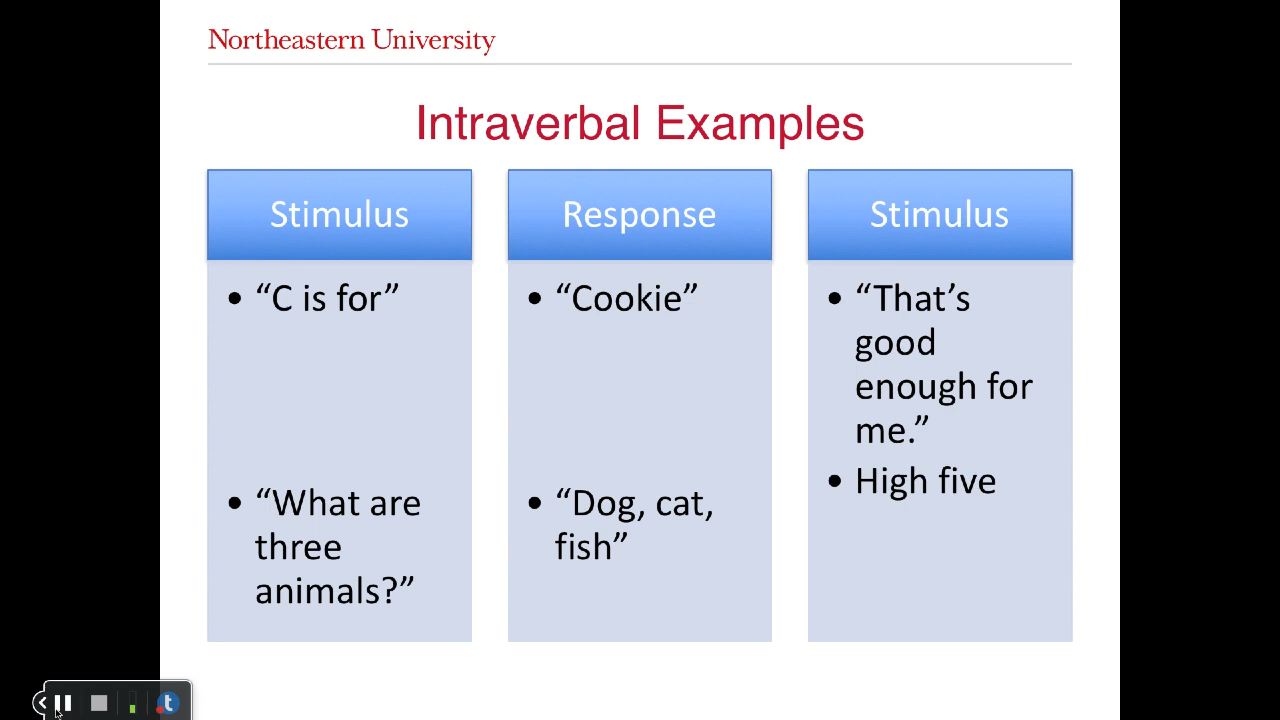 Northeastern University
Intraverbal Examples
Stimulus
• “C is for”
• “What are
three
animals?”
Response
• “Cookie”
• “Dog, cat,
fish”
Stimulus
• “That’s
good
enough for
me.”
• High five
t